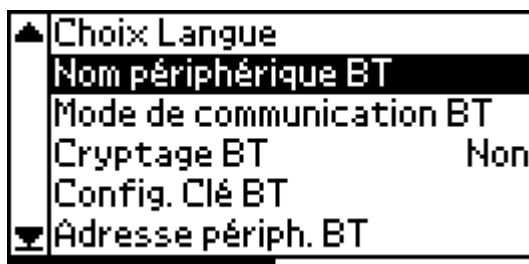 Choix Langue
Nom périphérique BT
Mode de communication BT
Cryptage BT Non
Config. Clé BT
Adresse périph. BT